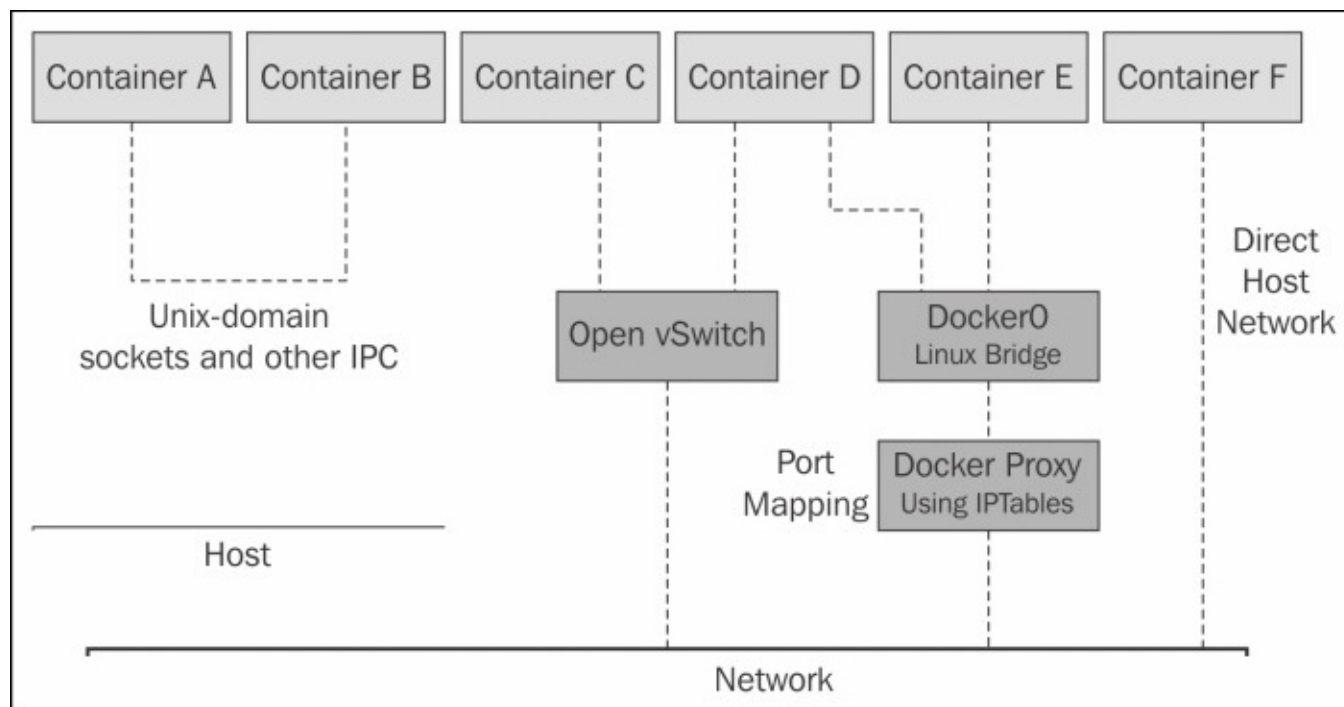 Container A
Container B
Container C
Container D
Container E
Container F
Unix-domain
sockets and other IPC
Open vSwitch
Docker0
Linux Bridge
Direct
Host
Network
Port
Mapping
Docker Proxy
Using IPTables
Host
Network